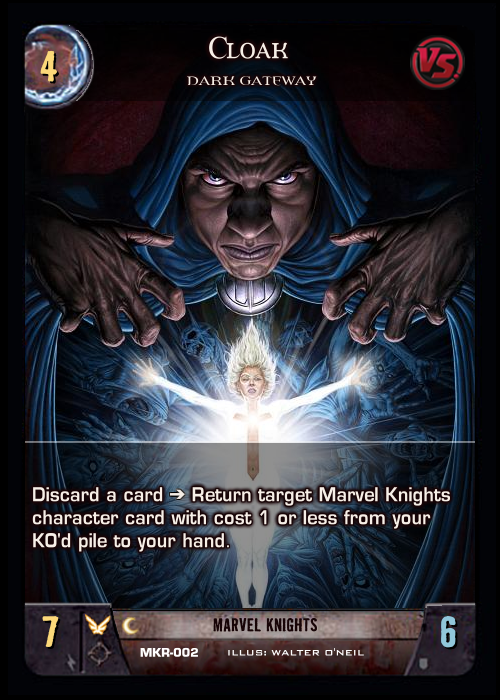 4
Cloak
VS
Dark Gateway
Discard a card ➔ Return target Marvel Knights
character card with cost 1 or less from your
KO'd pile to your hand.
7
MARVEL KNIGHTS
6
MKR-002 ILLUS: WALTER O'NEIL